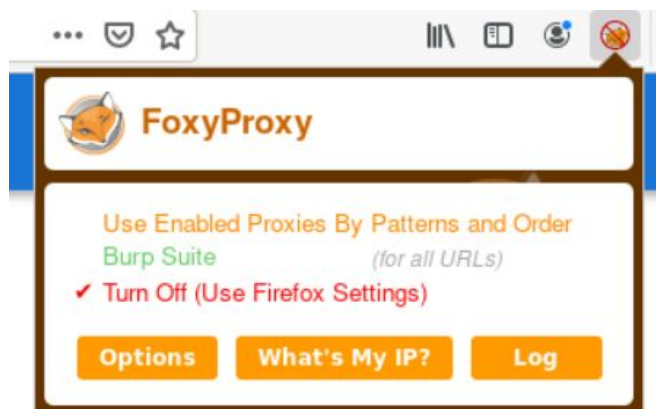 FoxyProxy
Use Enabled Proxies By Patterns and Order
Burp Suite (for all URLs)
✔ Turn Off (Use Firefox Settings)
Options What's My IP? Log